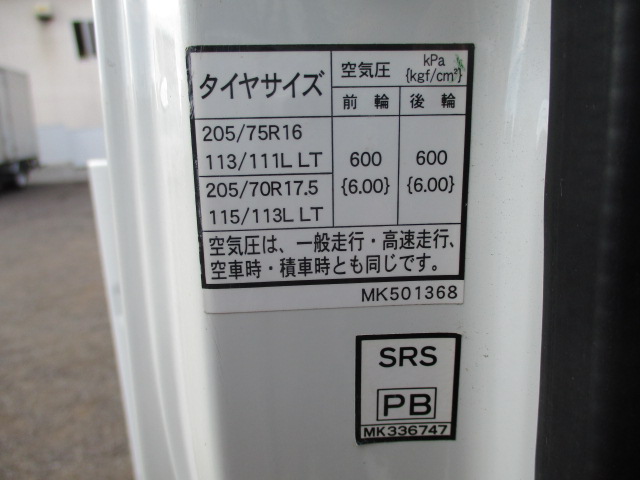 タイヤサイズ 空気圧 kPa {kgf/cm²}
前輪 後輪
205/75R16
113/111L LT 600 {6.00} 600 {6.00}
205/70R17.5
115/113L LT
空気圧は、一般走行・高速走行、
空車時・積車時とも同じです。
MK501368
SRS
PB
MK336747